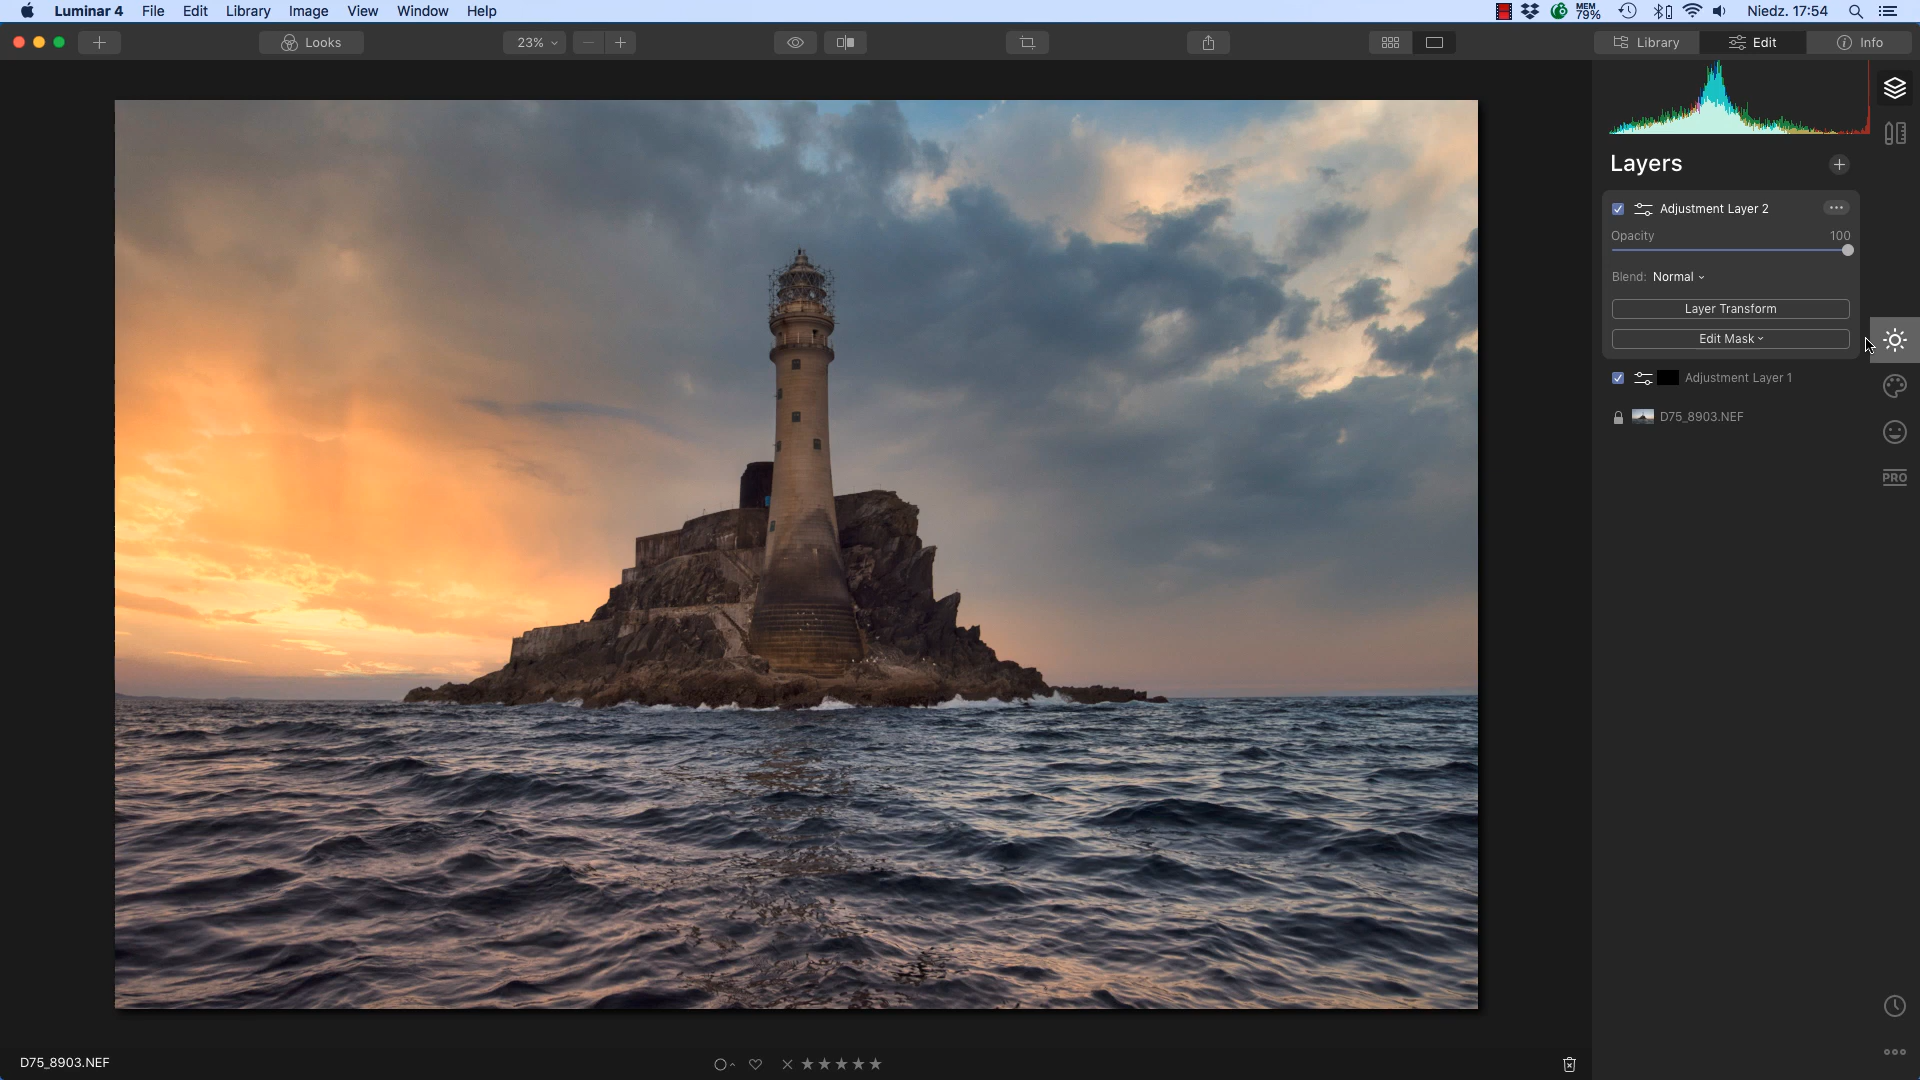 Luminar 4 File Edit Library Image View Window Help MEM 79% Niedz. 17:54
Looks 23% Library Edit Info
Layers
Adjustment Layer 2
Opacity 100
Blend: Normal
Layer Transform
Edit Mask
Adjustment Layer 1
D75_8903.NEF
PRO
D75_8903.NEF